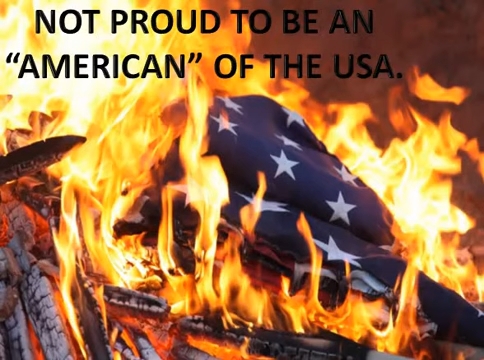 NOT PROUD TO BE AN
“AMERICAN” OF THE USA.